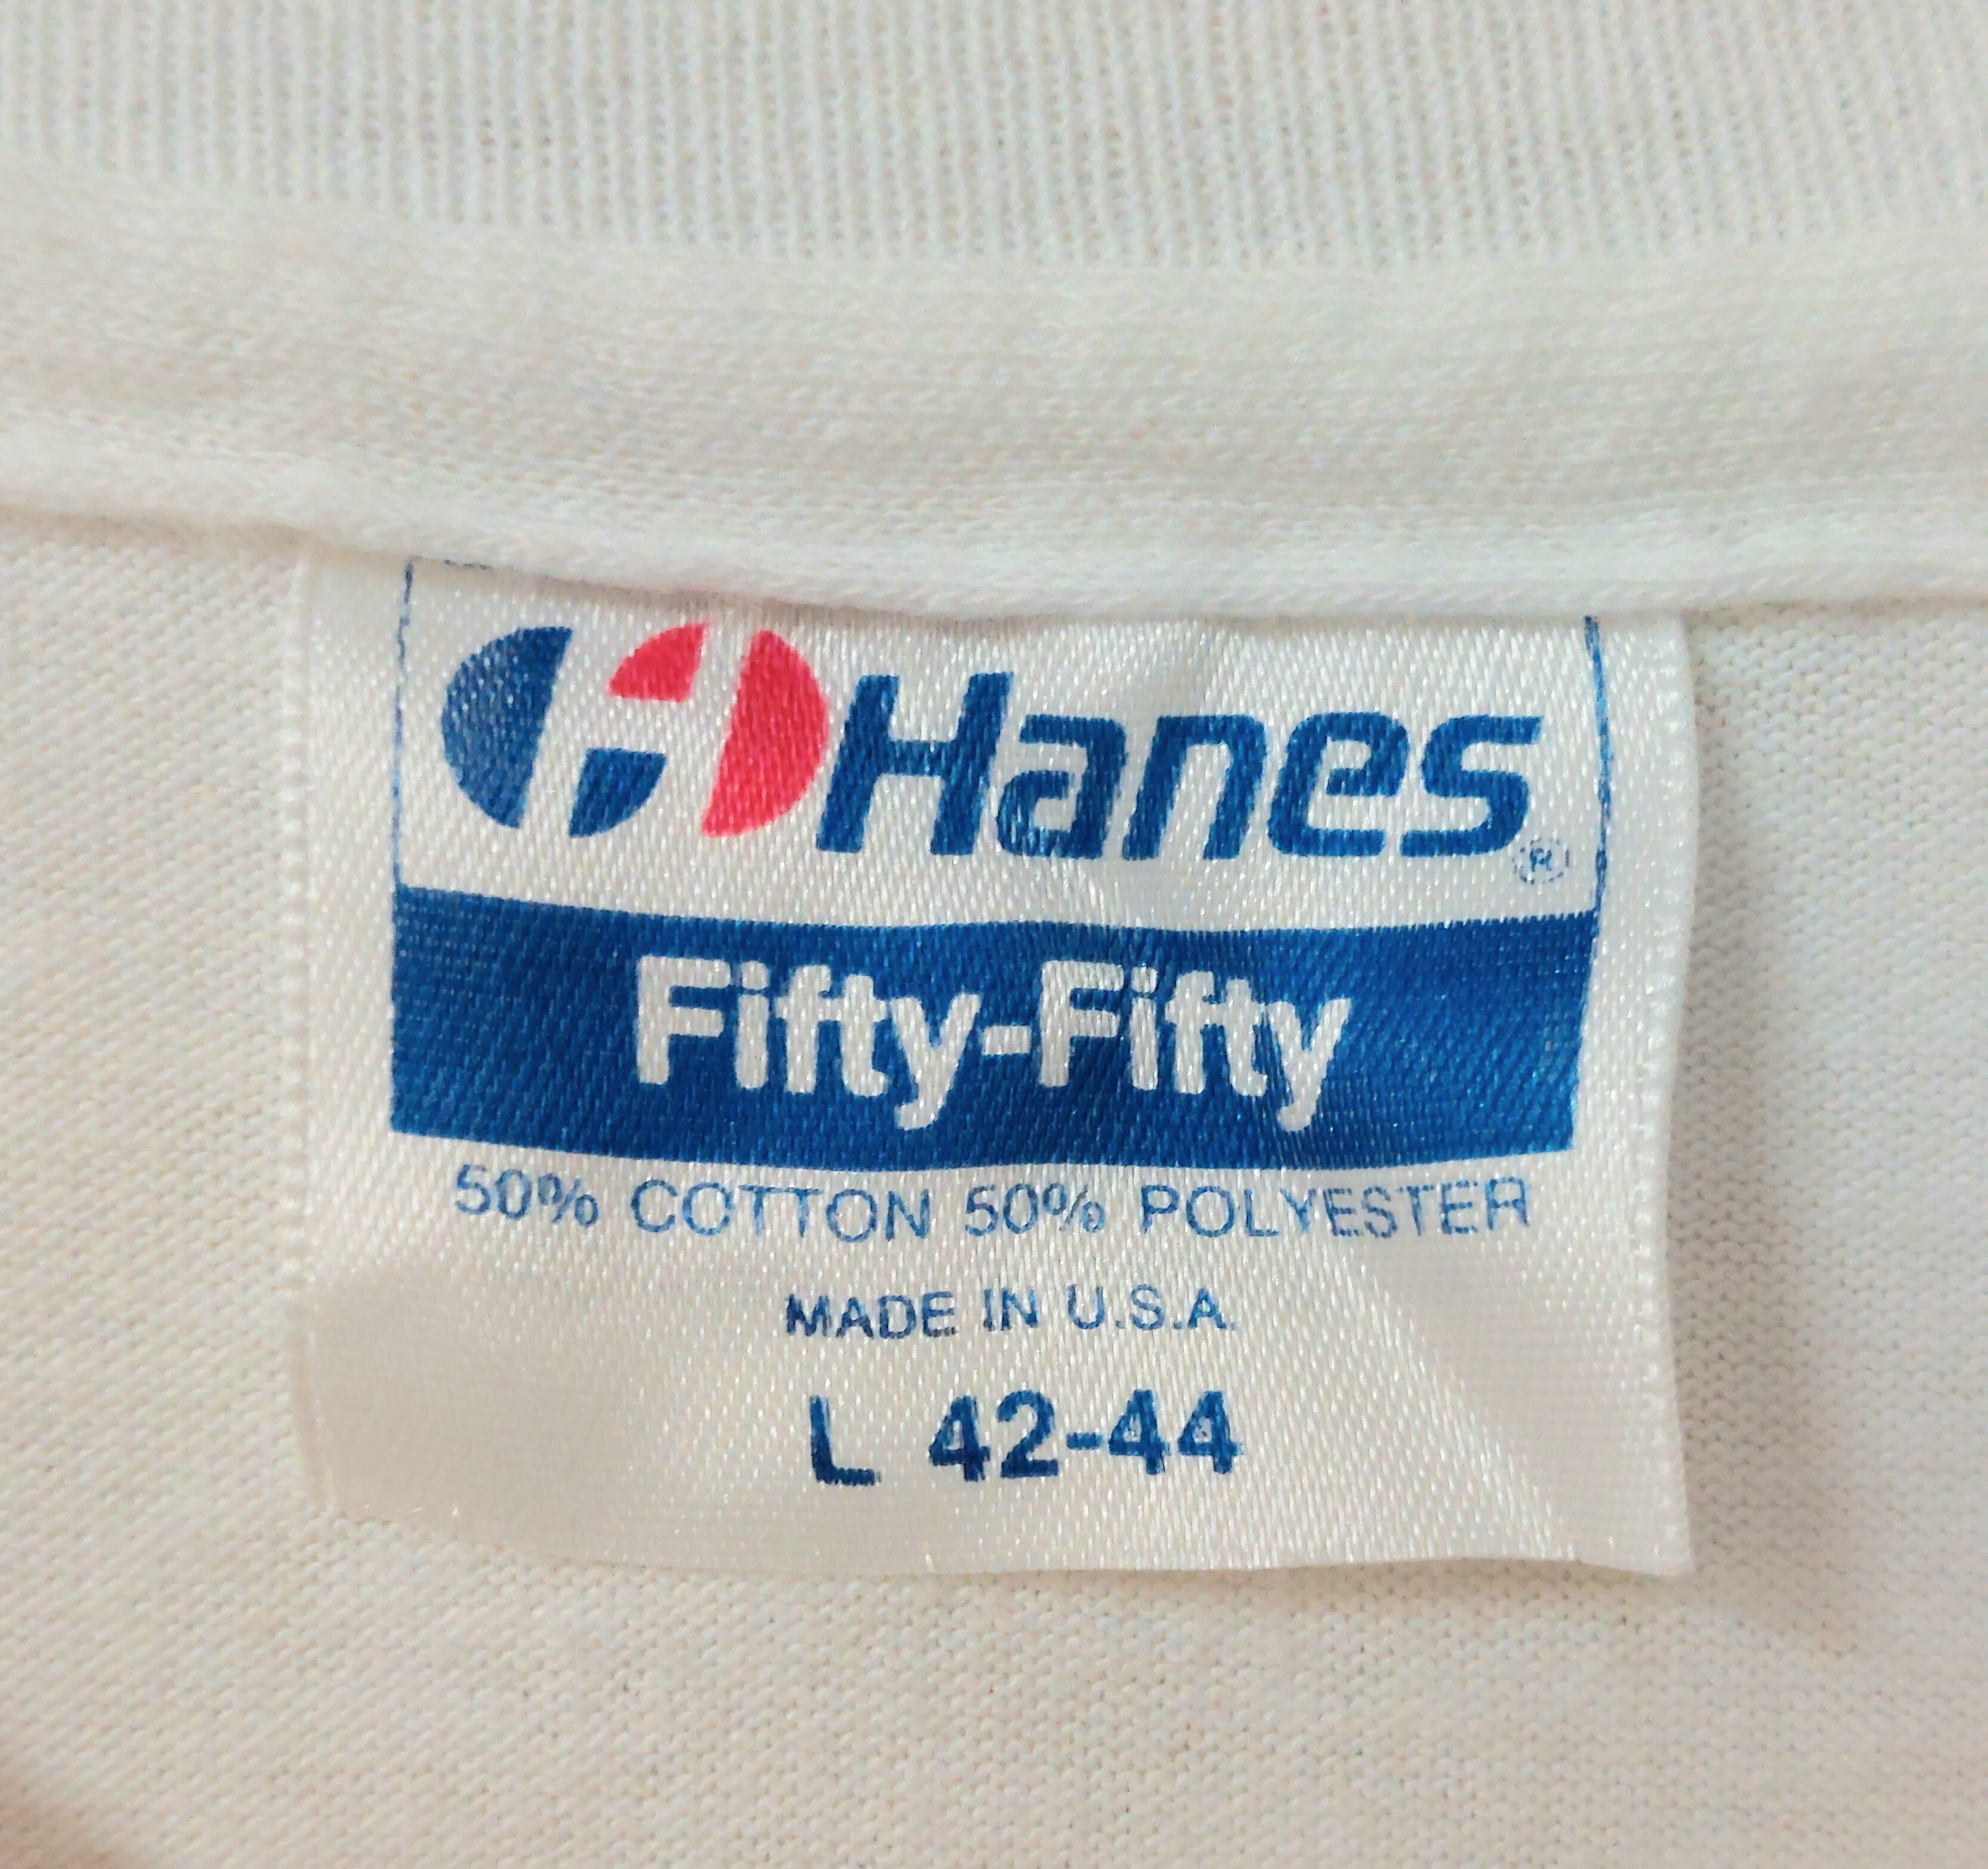 Hanes®
Fifty-Fifty
50% COTTON 50% POLYESTER
MADE IN U.S.A.
L 42-44